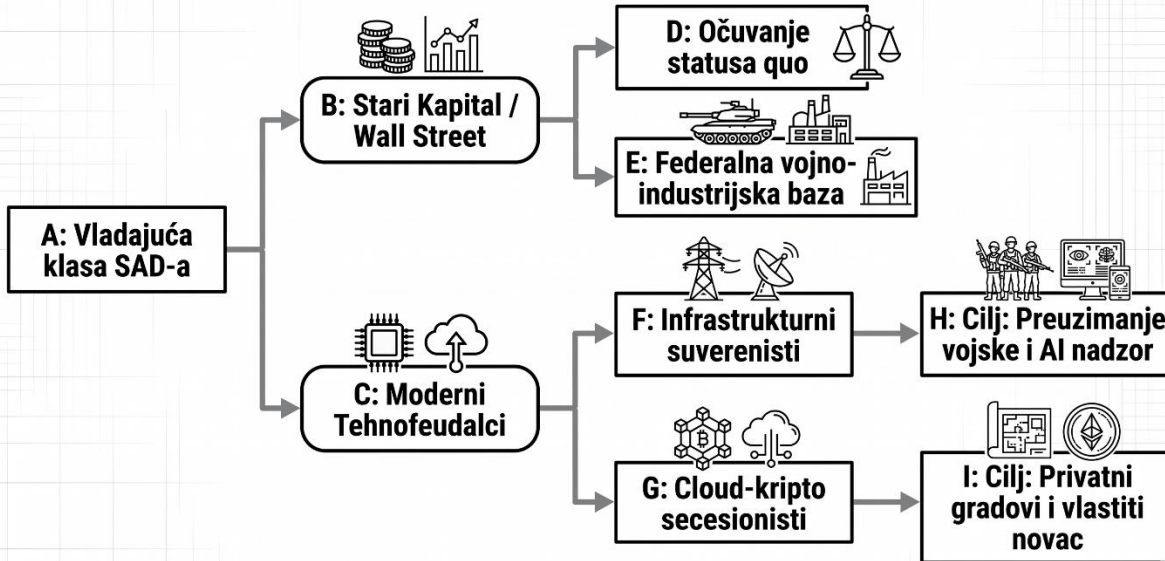 D: Očuvanje
statusa quo
B: Stari Kapital /
Wall Street
E: Federalna vojno-
industrijska baza
A: Vladajuća
klasa SAD-a
F: Infrastrukturni
suverenisti
H: Cilj: Preuzimanje
vojske i AI nadzor
C: Moderni
Tehnofeudalci
G: Cloud-kripto
secesionisti
I: Cilj: Privatni
gradovi i vlastiti
novac